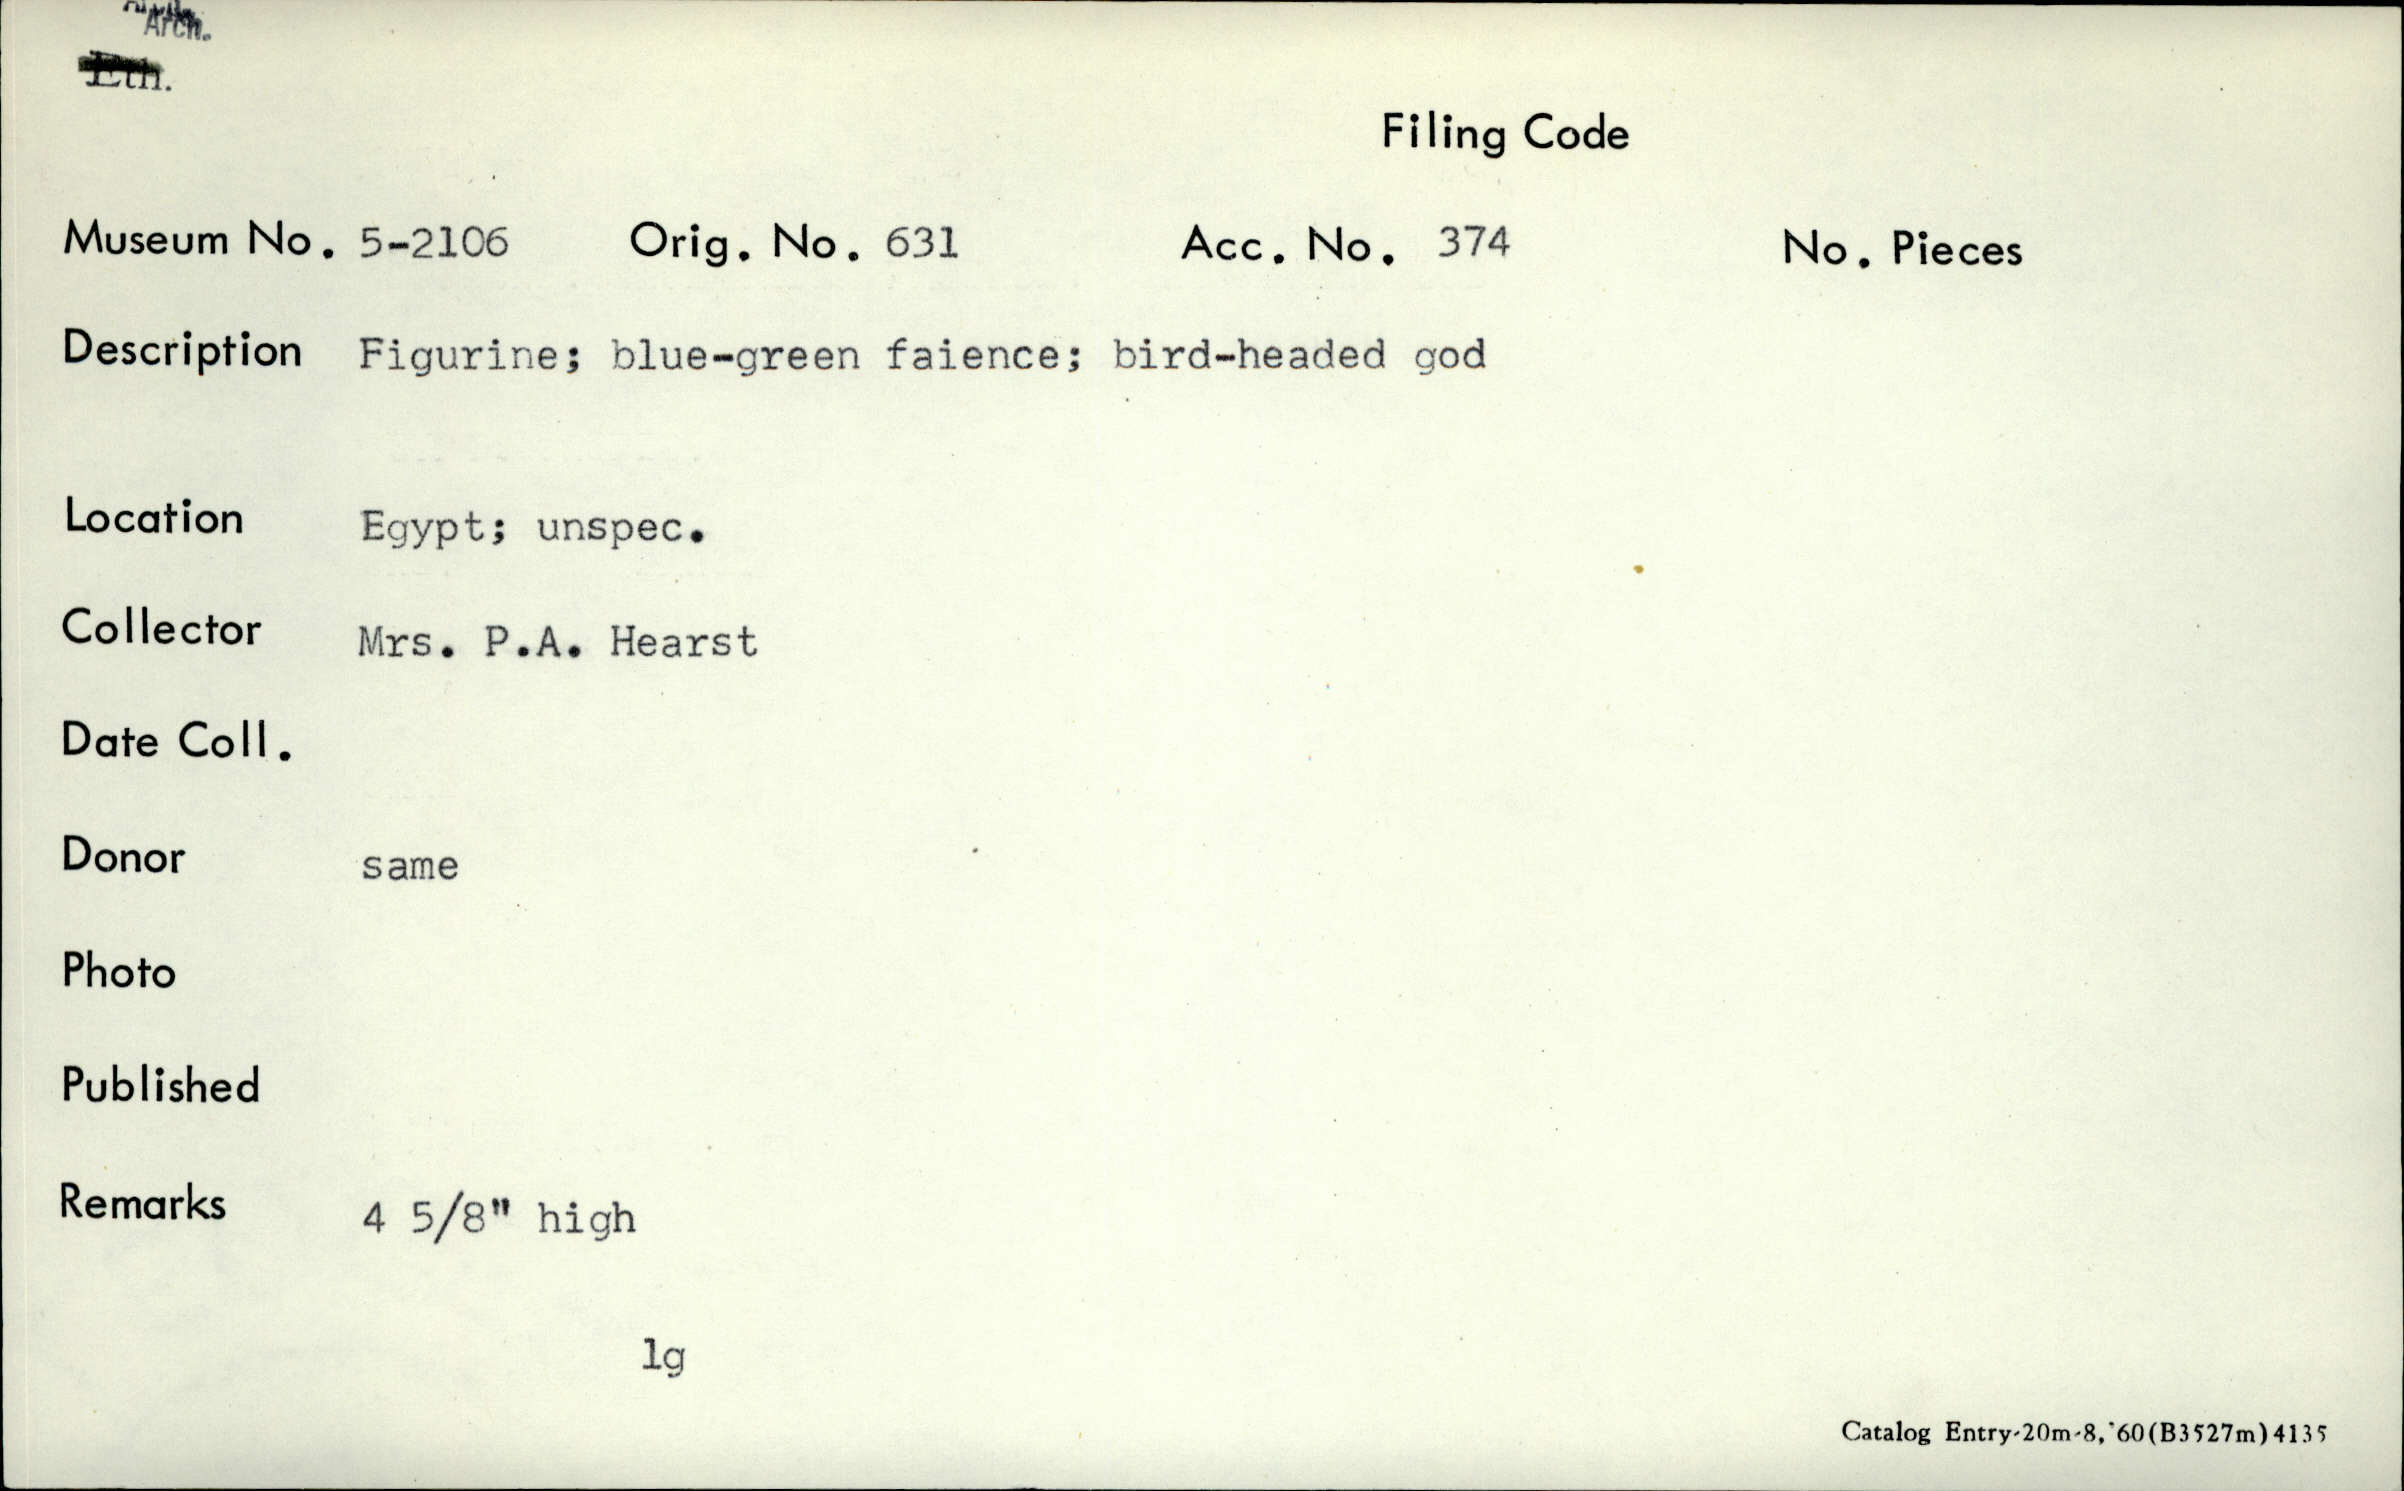 Arch.
Eth.
Filing Code
Museum No. 5-2106 Orig. No. 631 Acc. No. 374 No. Pieces
Description Figurine; blue-green faience; bird-headed god
Location Egypt; unspec.
Collector Mrs. P.A. Hearst
Date Coll.
Donor same
Photo
Published
Remarks 4 5/8" high
lg
Catalog Entry-20m-8,'60(B3527m)4135